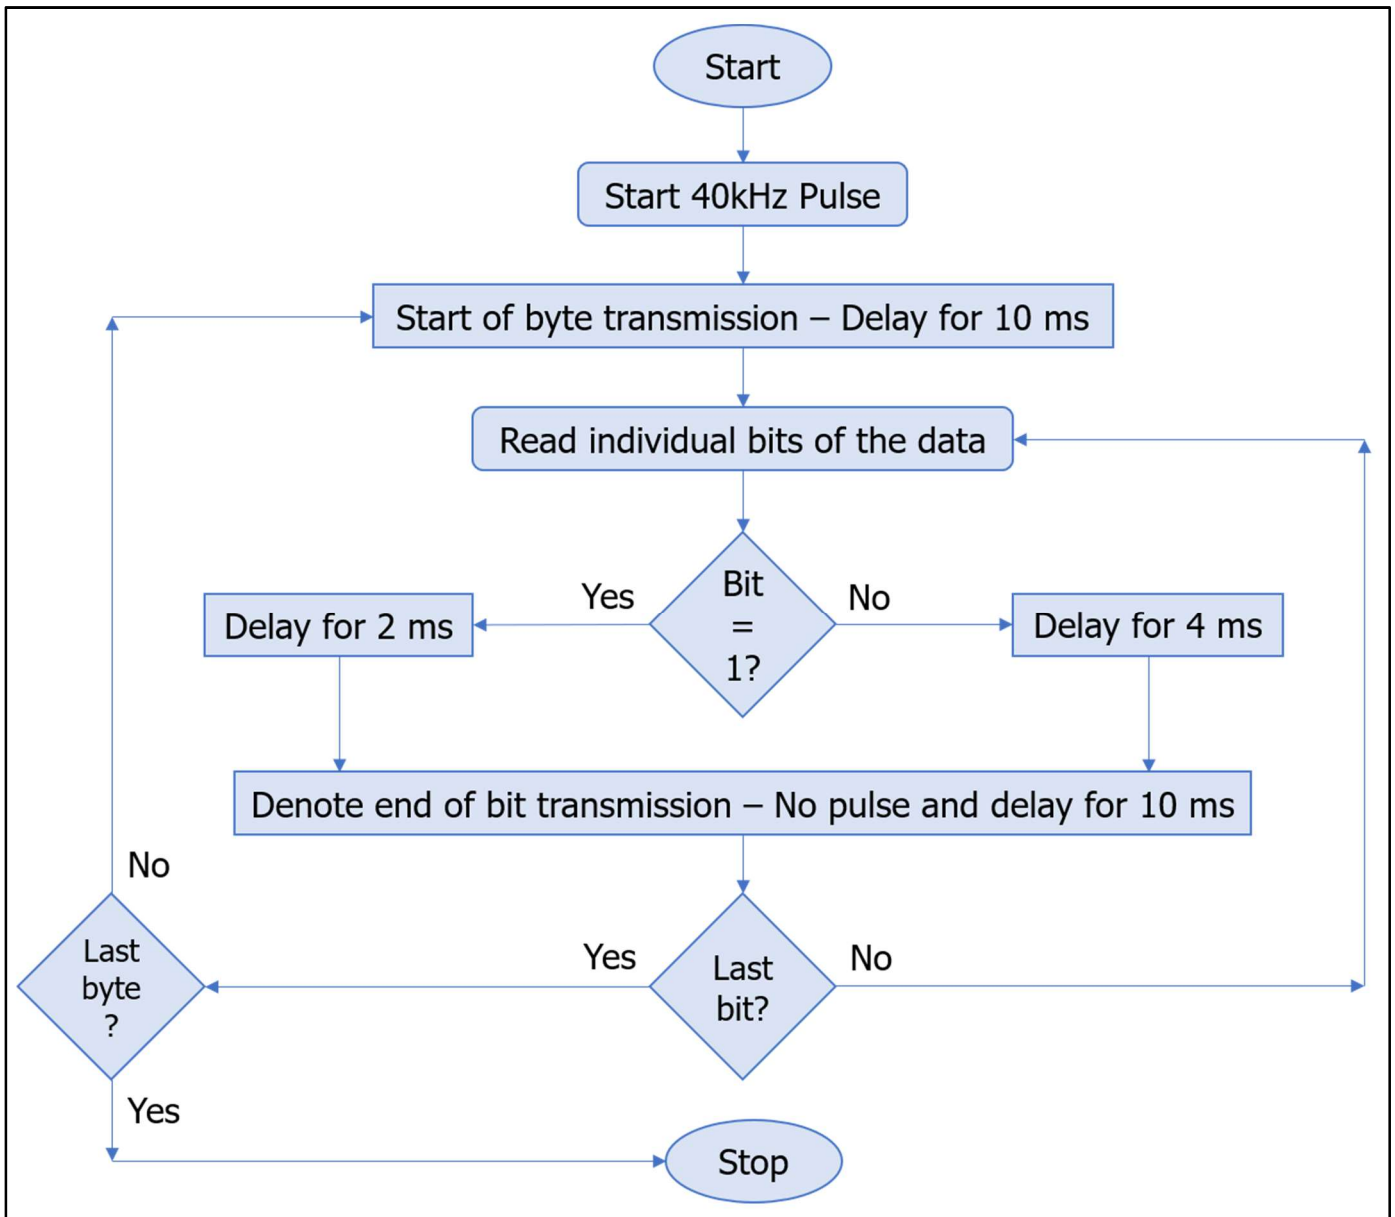 Start
Start 40kHz Pulse
Start of byte transmission – Delay for 10 ms
Read individual bits of the data
Bit
=
1?
Yes
No
Delay for 2 ms
Delay for 4 ms
Denote end of bit transmission – No pulse and delay for 10 ms
Last
bit?
Yes
No
Last
byte
?
No
Yes
Stop